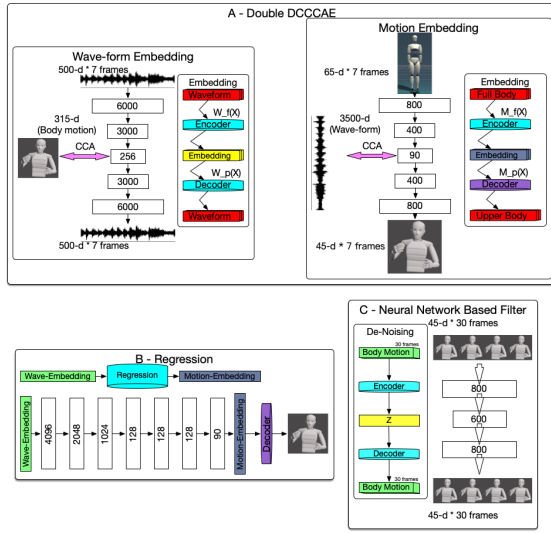 A - Double DCCCAE
Wave-form Embedding
500-d * 7 frames
6000
3000
315-d
(Body motion)
CCA
256
3000
6000
500-d * 7 frames
Embedding
Waveform
W_f(X)
Encoder
Embedding
W_p(X)
Decoder
Waveform
Motion Embedding
65-d * 7 frames
800
400
3500-d
(Wave-form)
CCA
90
400
800
45-d * 7 frames
Embedding
Full Body
M_f(X)
Encoder
Embedding
M_p(X)
Decoder
Upper Body
B - Regression
Wave-Embedding
Regression
Motion-Embedding
Wave-Embedding
4096
2048
1024
128
128
128
90
Motion-Embedding
Decoder
C - Neural Network Based Filter
45-d * 30 frames
De-Noising
30 frames
Body Motion
Encoder
Z
Decoder
30 frames
Body Motion
800
600
800
45-d * 30 frames